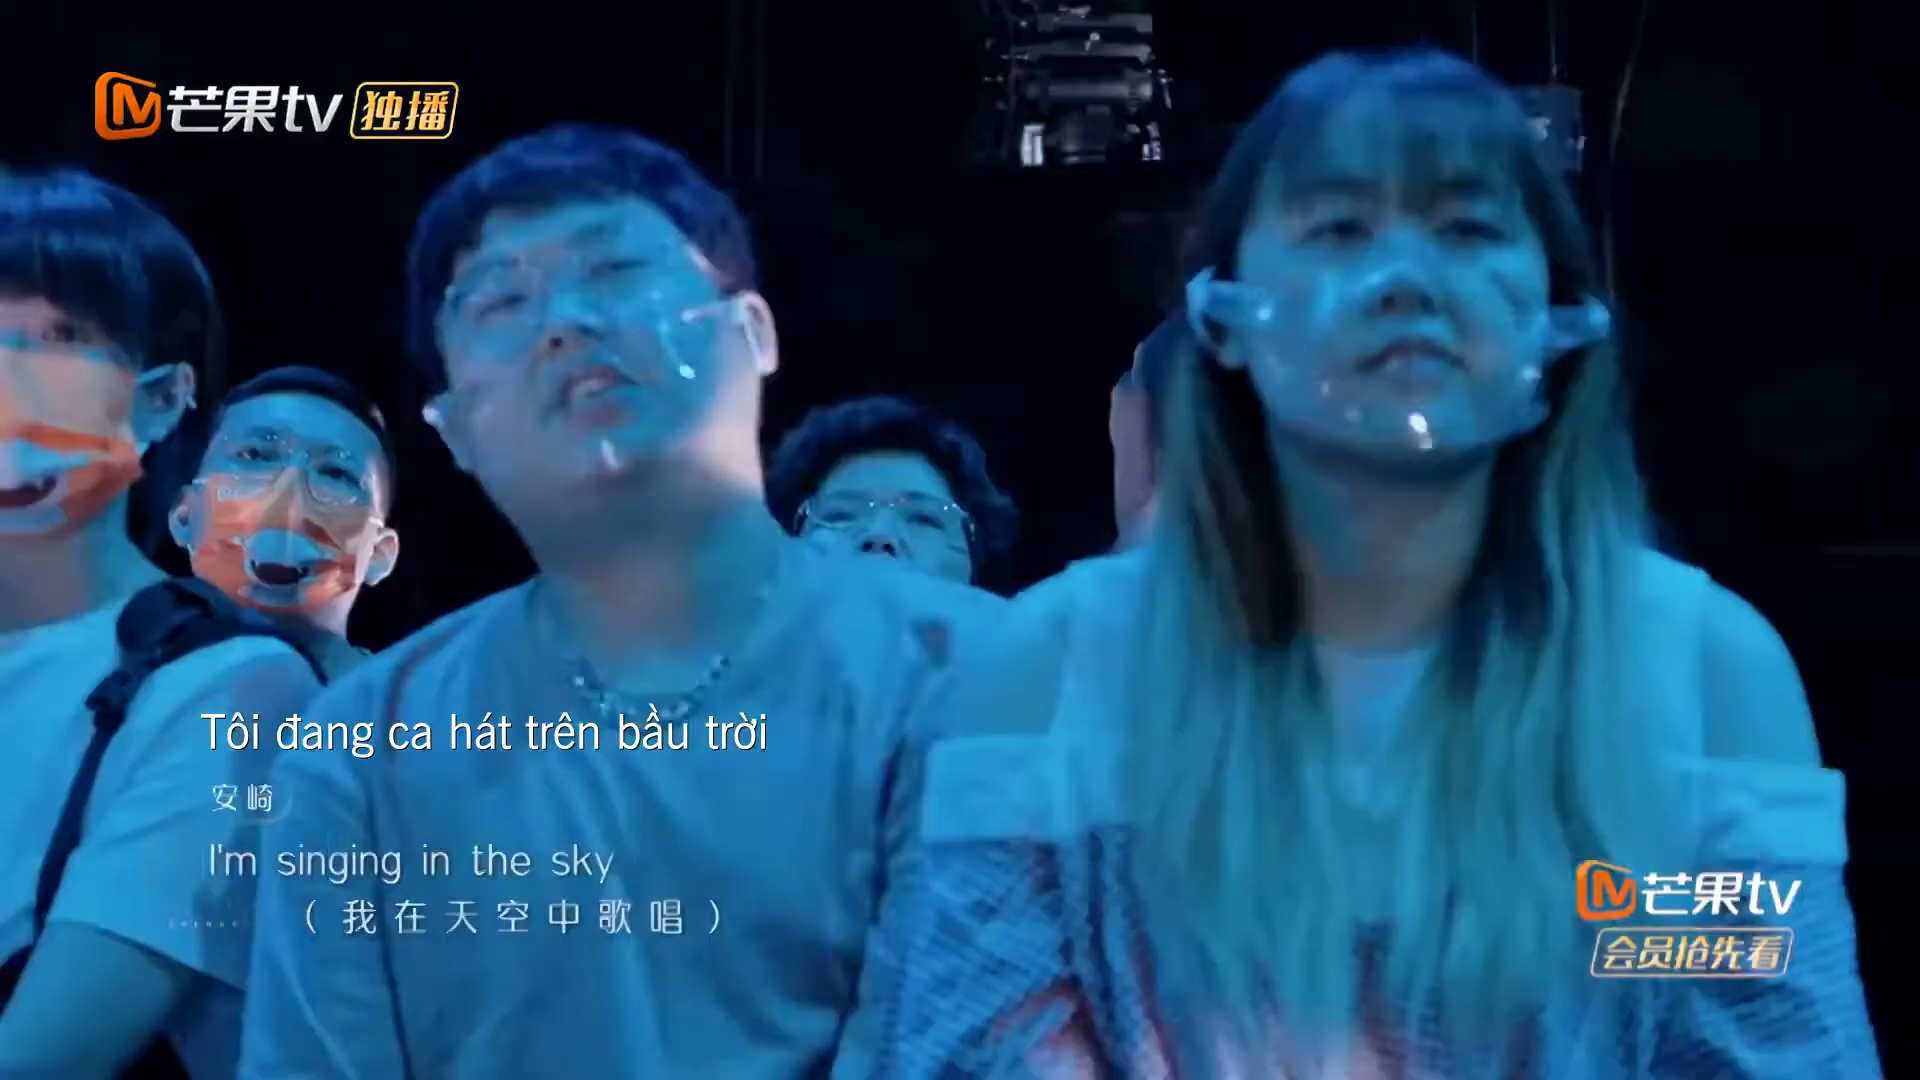 芒果tv 独播
Tôi đang ca hát trên bầu trời
安崎
I'm singing in the sky
（我在天空中歌唱）
芒果tv
会员抢先看